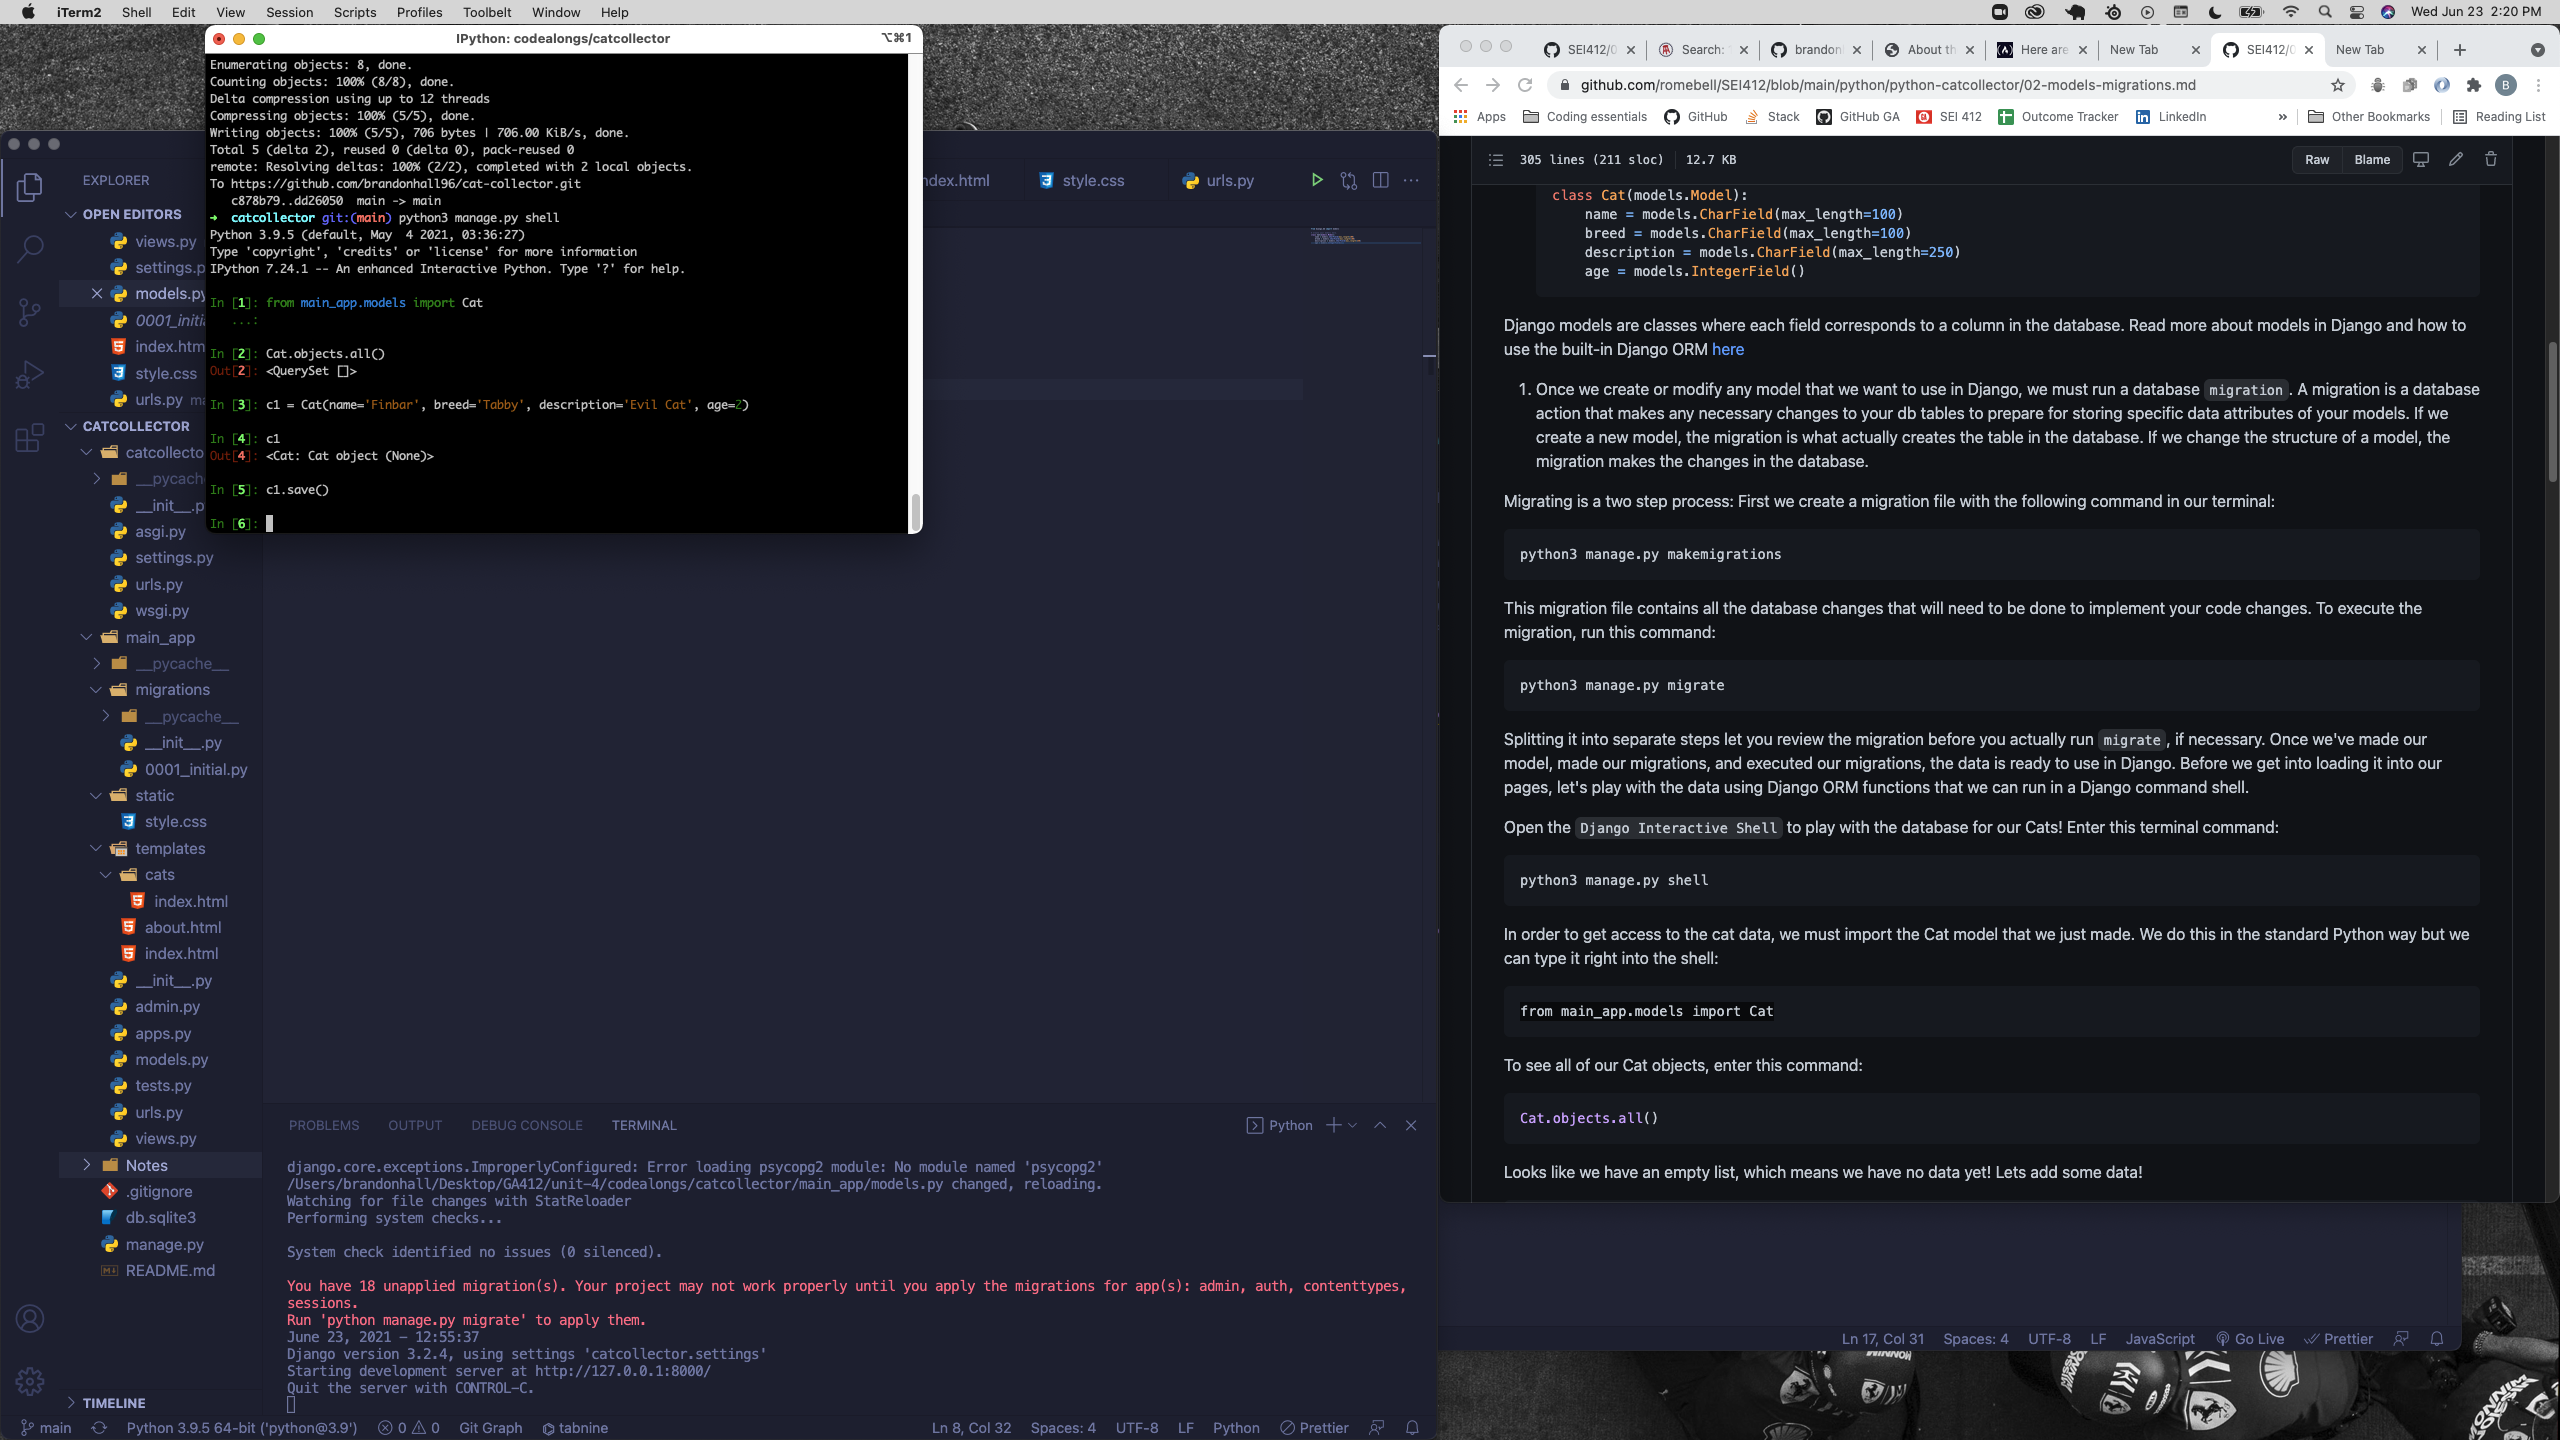 iTerm2 Shell Edit View Session Scripts Profiles Toolbelt Window Help
Wed Jun 23 2:20 PM
IPython: codealongs/catcollector
⌥⌘1
Enumerating objects: 8, done.
Counting objects: 100% (8/8), done.
Delta compression using up to 12 threads
Compressing objects: 100% (5/5), done.
Writing objects: 100% (5/5), 706 bytes | 706.00 KiB/s, done.
Total 5 (delta 2), reused 0 (delta 0), pack-reused 0
remote: Resolving deltas: 100% (2/2), completed with 2 local objects.
To https://github.com/brandonhall96/cat-collector.git
c878b79..dd26050 main -> main
→ catcollector git:(main) python3 manage.py shell
Python 3.9.5 (default, May 4 2021, 03:36:27)
Type 'copyright', 'credits' or 'license' for more information
IPython 7.24.1 -- An enhanced Interactive Python. Type '?' for help.
In [1]: from main_app.models import Cat
...:
In [2]: Cat.objects.all()
Out[2]: <QuerySet []>
In [3]: c1 = Cat(name='Finbar', breed='Tabby', description='Evil Cat', age=2)
In [4]: c1
Out[4]: <Cat: Cat object (None)>
In [5]: c1.save()
In [6]:
EXPLORER
OPEN EDITORS
views.py
settings.p
models.py
0001_initi
index.htm
style.css
urls.py ma
CATCOLLECTOR
catcollecto
__pycach
__init__.p
asgi.py
settings.py
urls.py
wsgi.py
main_app
__pycache__
migrations
__pycache__
__init__.py
0001_initial.py
static
style.css
templates
cats
index.html
about.html
index.html
__init__.py
admin.py
apps.py
models.py
tests.py
urls.py
views.py
Notes
.gitignore
db.sqlite3
manage.py
README.md
TIMELINE
ndex.html
style.css
urls.py
PROBLEMS OUTPUT DEBUG CONSOLE TERMINAL
Python
django.core.exceptions.ImproperlyConfigured: Error loading psycopg2 module: No module named 'psycopg2'
/Users/brandonhall/Desktop/GA412/unit-4/codealongs/catcollector/main_app/models.py changed, reloading.
Watching for file changes with StatReloader
Performing system checks...
System check identified no issues (0 silenced).
You have 18 unapplied migration(s). Your project may not work properly until you apply the migrations for app(s): admin, auth, contenttypes,
sessions.
Run 'python manage.py migrate' to apply them.
June 23, 2021 - 12:55:37
Django version 3.2.4, using settings 'catcollector.settings'
Starting development server at http://127.0.0.1:8000/
Quit the server with CONTROL-C.
main Python 3.9.5 64-bit ('python@3.9') 0 0 Git Graph tabnine
Ln 8, Col 32 Spaces: 4 UTF-8 LF Python Prettier
SEI412/0 Search: brandon About th Here are New Tab SEI412/0 New Tab
github.com/romebell/SEI412/blob/main/python/python-catcollector/02-models-migrations.md
B
Apps Coding essentials GitHub Stack GitHub GA SEI 412 Outcome Tracker LinkedIn » Other Bookmarks Reading List
305 lines (211 sloc) 12.7 KB
Raw Blame
class Cat(models.Model):
name = models.CharField(max_length=100)
breed = models.CharField(max_length=100)
description = models.CharField(max_length=250)
age = models.IntegerField()
Django models are classes where each field corresponds to a column in the database. Read more about models in Django and how to
use the built-in Django ORM here
1. Once we create or modify any model that we want to use in Django, we must run a database migration. A migration is a database
action that makes any necessary changes to your db tables to prepare for storing specific data attributes of your models. If we
create a new model, the migration is what actually creates the table in the database. If we change the structure of a model, the
migration makes the changes in the database.
Migrating is a two step process: First we create a migration file with the following command in our terminal:
python3 manage.py makemigrations
This migration file contains all the database changes that will need to be done to implement your code changes. To execute the
migration, run this command:
python3 manage.py migrate
Splitting it into separate steps let you review the migration before you actually run migrate, if necessary. Once we've made our
model, made our migrations, and executed our migrations, the data is ready to use in Django. Before we get into loading it into our
pages, let's play with the data using Django ORM functions that we can run in a Django command shell.
Open the Django Interactive Shell to play with the database for our Cats! Enter this terminal command:
python3 manage.py shell
In order to get access to the cat data, we must import the Cat model that we just made. We do this in the standard Python way but we
can type it right into the shell:
from main_app.models import Cat
To see all of our Cat objects, enter this command:
Cat.objects.all()
Looks like we have an empty list, which means we have no data yet! Lets add some data!
Ln 17, Col 31 Spaces: 4 UTF-8 LF JavaScript Go Live Prettier